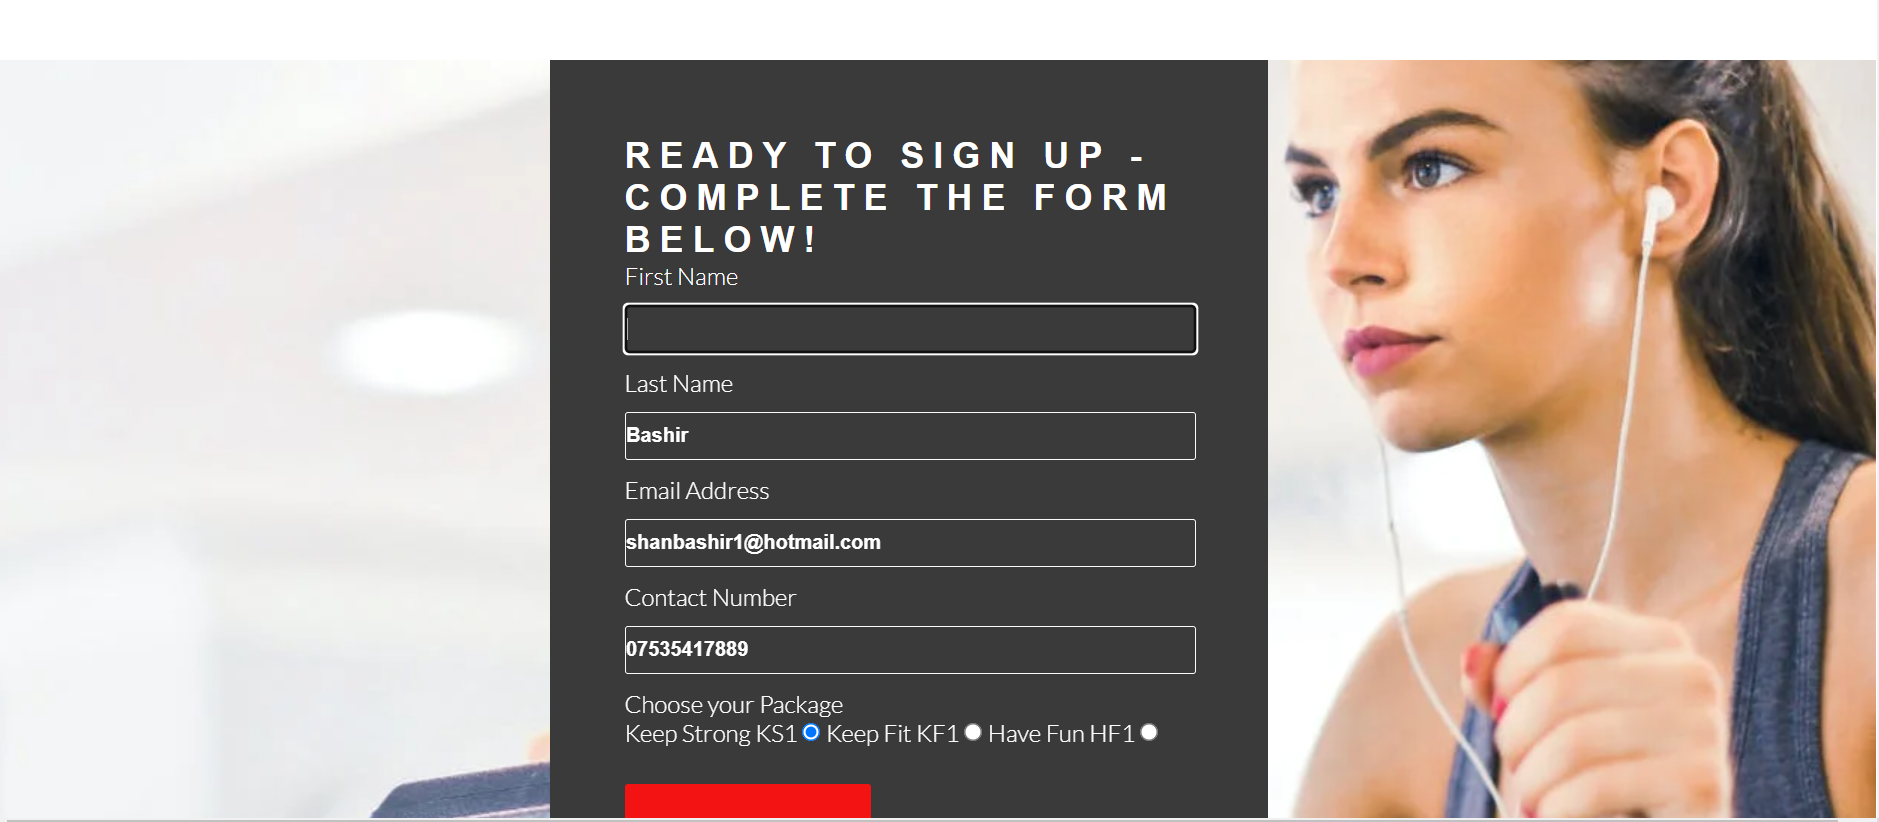 READY TO SIGN UP -
COMPLETE THE FORM
BELOW!
First Name
Last Name
Bashir
Email Address
shanbashir1@hotmail.com
Contact Number
07535417889
Choose your Package
Keep Strong KS1 Keep Fit KF1 Have Fun HF1